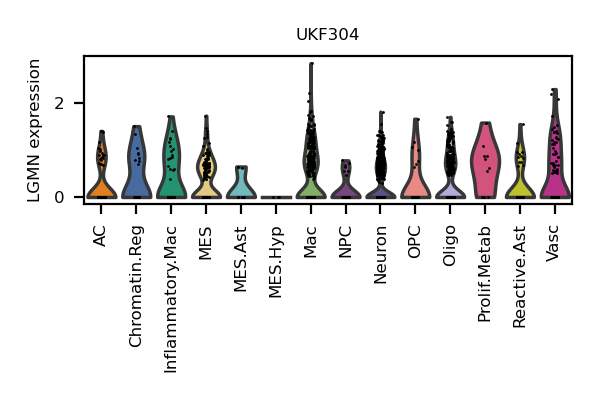 UKF304
LGMN expression
2
0
AC
Chromatin.Reg
Inflammatory.Mac
MES
MES.Ast
MES.Hyp
Mac
NPC
Neuron
OPC
Oligo
Prolif.Metab
Reactive.Ast
Vasc